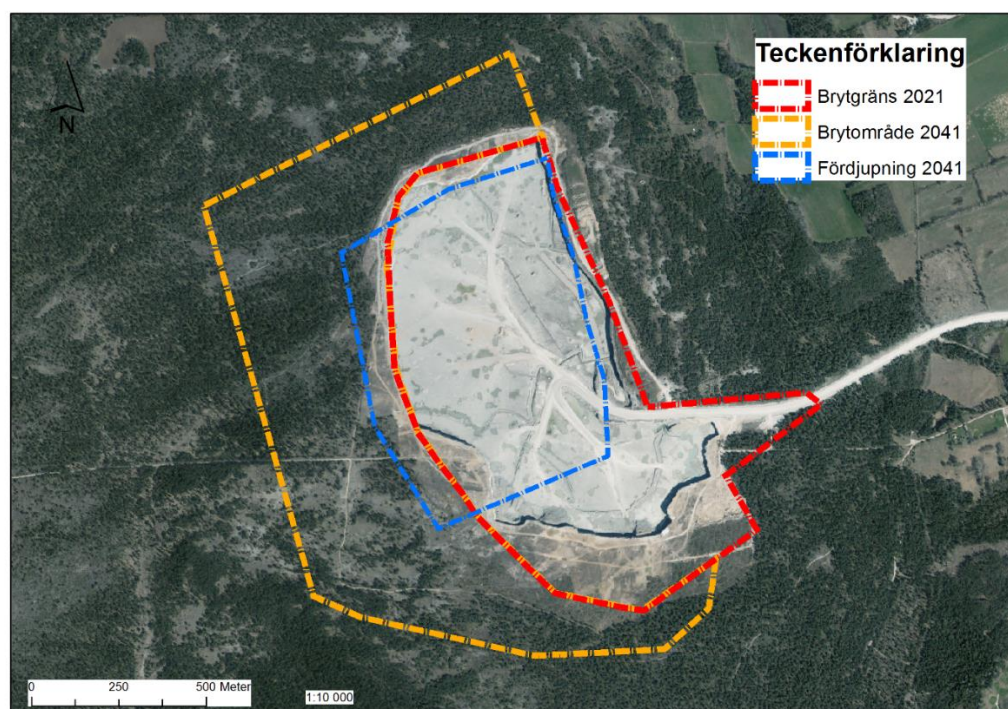 Teckenförklaring
Brytgräns 2021
Brytområde 2041
Fördjupning 2041
N
0 250 500 Meter
1:10 000